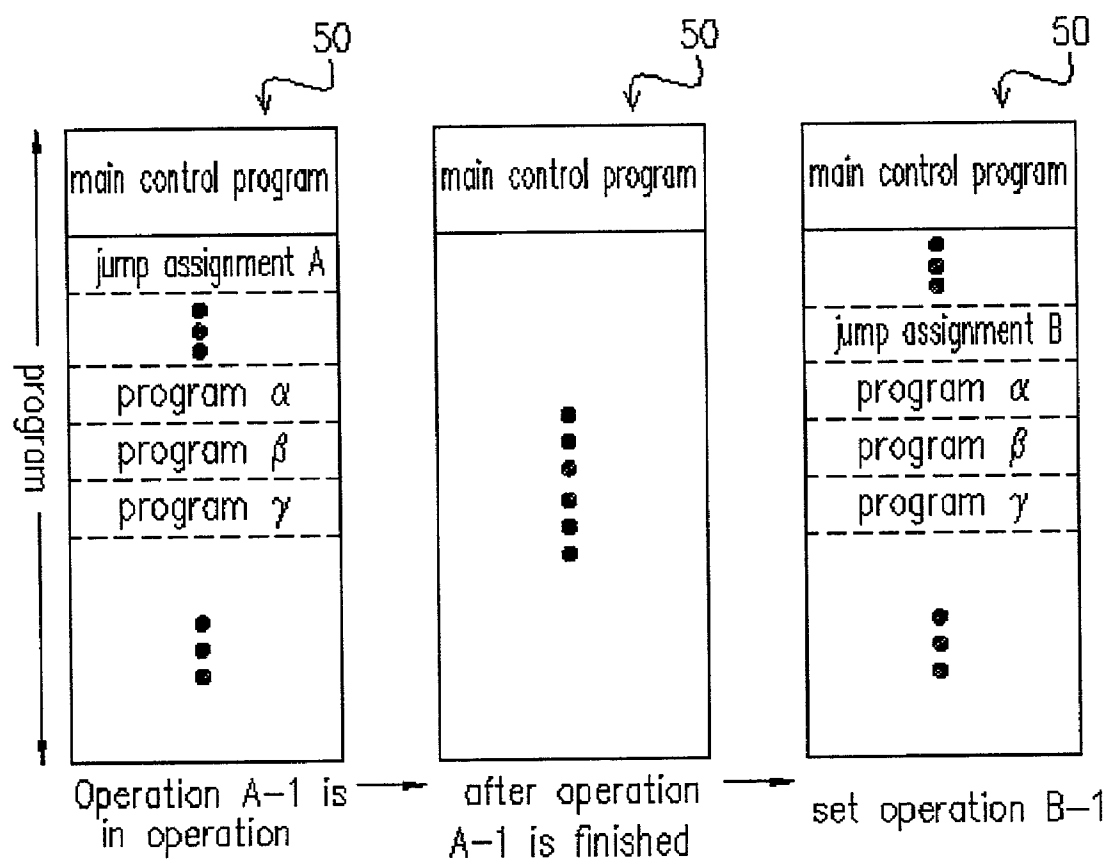 50
50
50
main control program
jump assignment A
program α
program β
program γ
program
Operation A-1 is
in operation
main control program
after operation
A-1 is finished
main control program
jump assignment B
program α
program β
program γ
set operation B-1